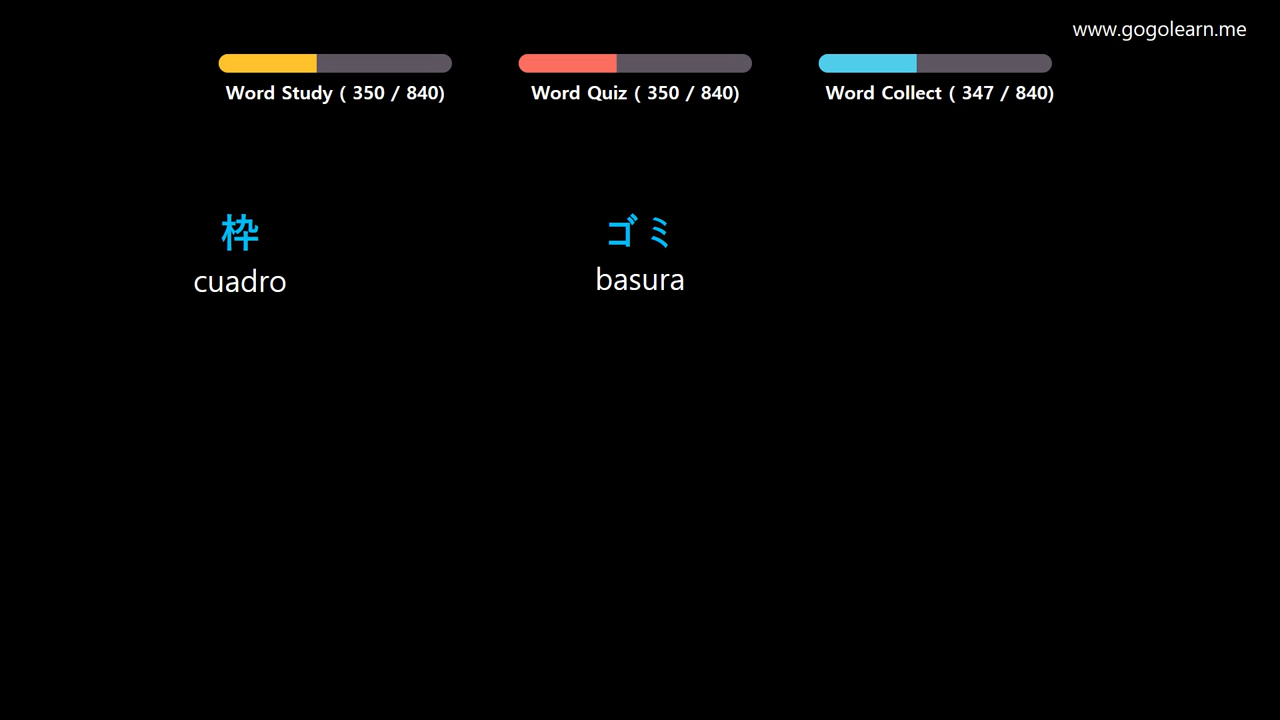 www.gogolearn.me
Word Study ( 350 / 840)
Word Quiz ( 350 / 840)
Word Collect ( 347 / 840)
枠
cuadro
ゴミ
basura